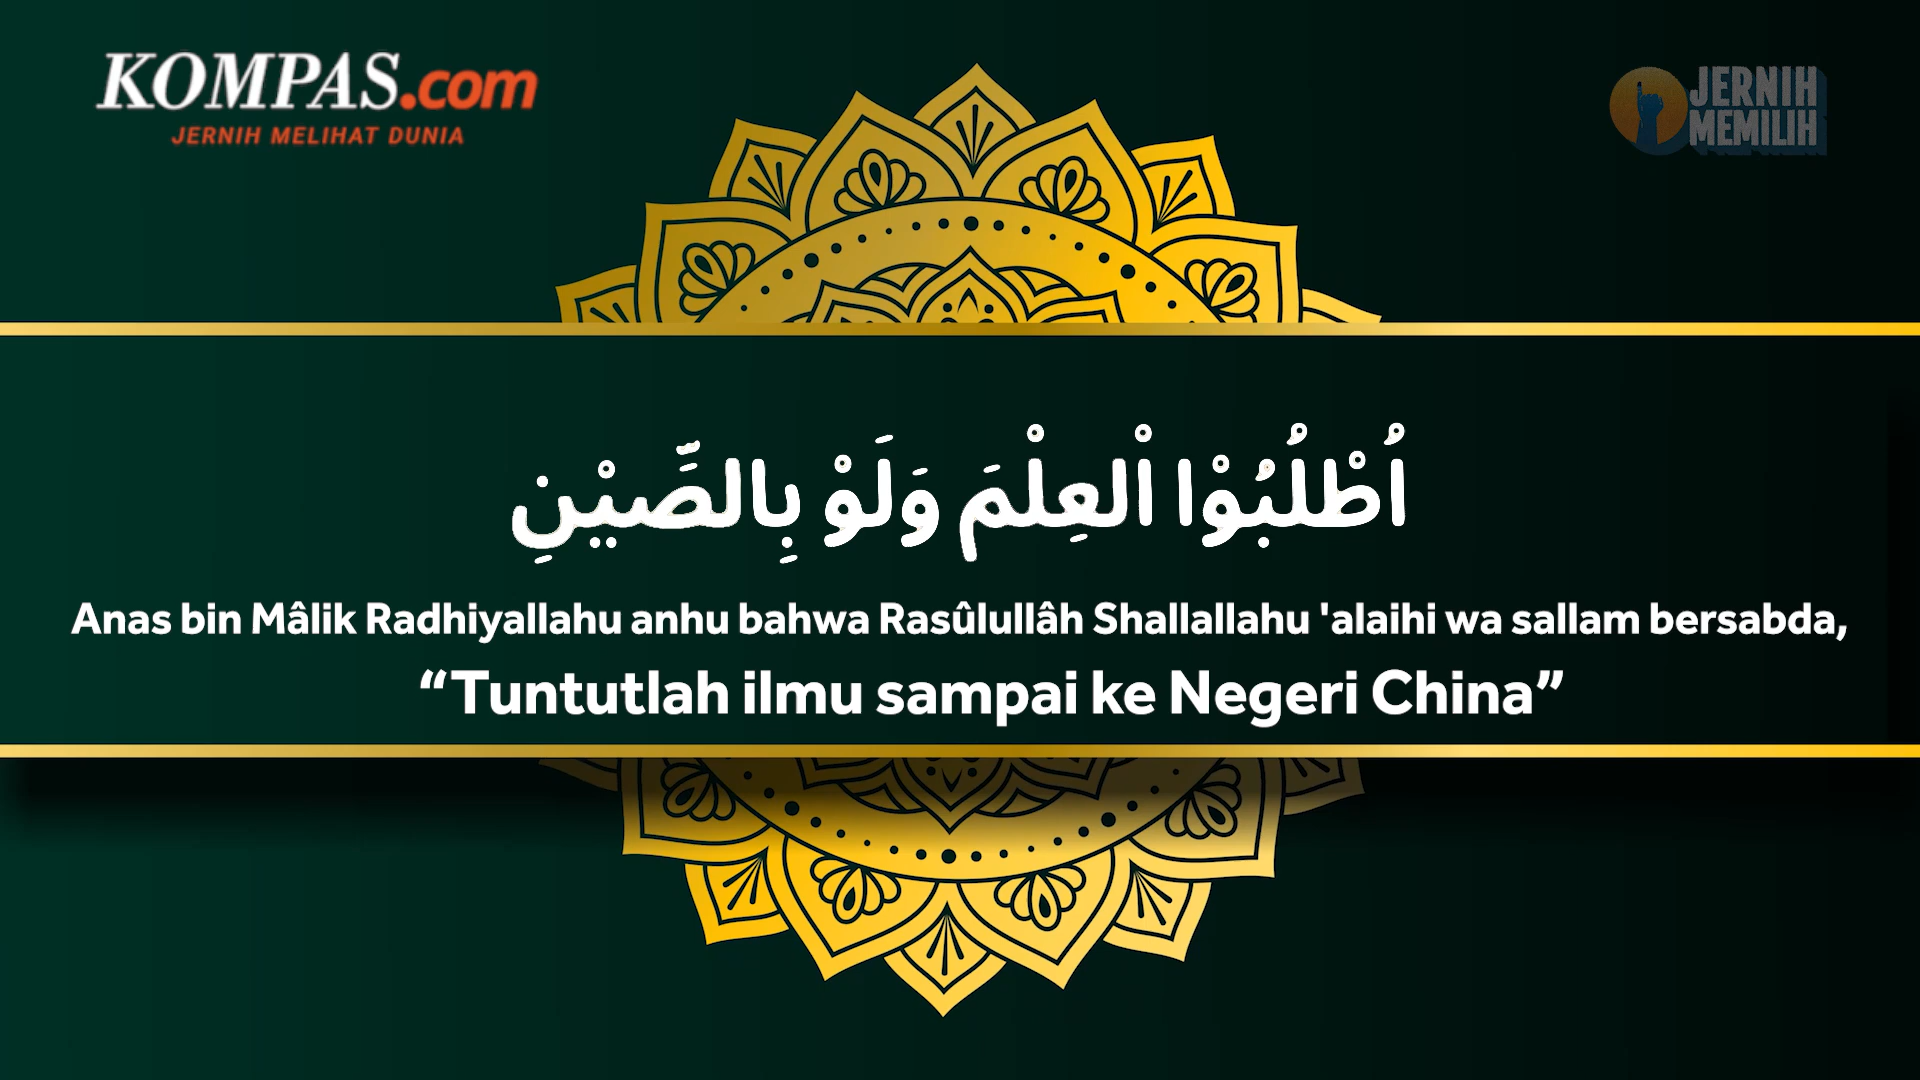 KOMPAS.com
JERNIH MELIHAT DUNIA
JERNIH
MEMILIH
اُطْلُبُوْا اْلعِلْمَ وَلَوْ بِالصَّيْنِ
Anas bin Mâlik Radhiyallahu anhu bahwa Rasûlullâh Shallallahu 'alaihi wa sallam bersabda,
“Tuntutlah ilmu sampai ke Negeri China”